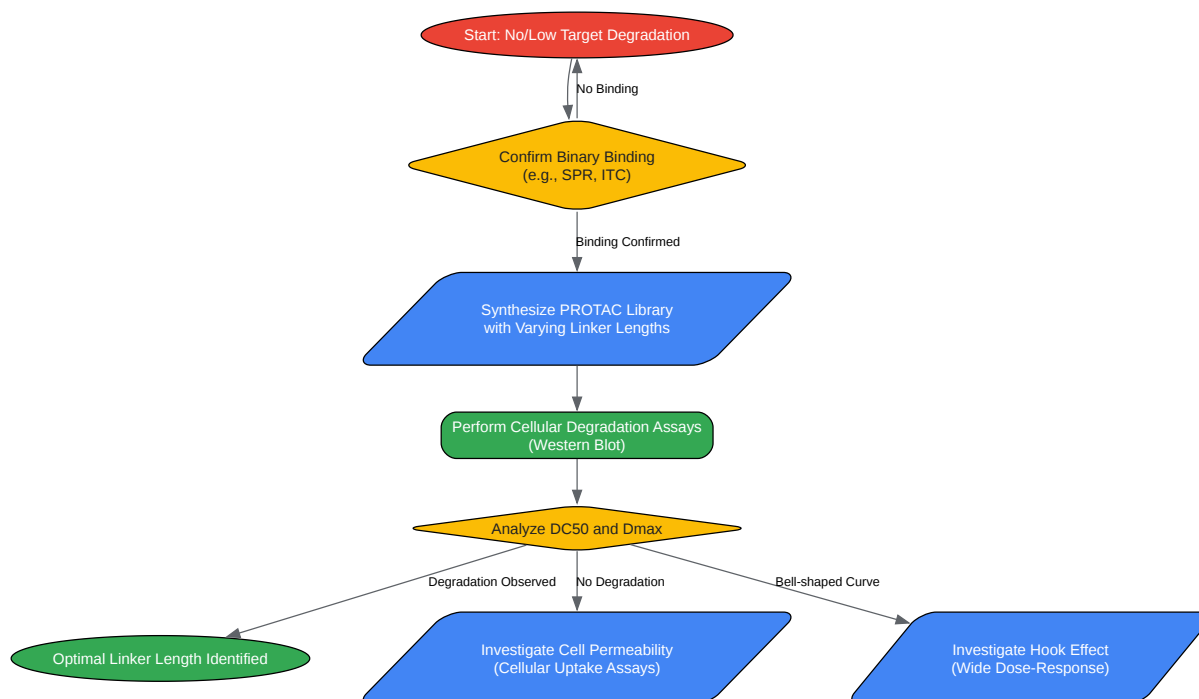 Start: No/Low Target Degradation
No Binding
Confirm Binary Binding
(e.g., SPR, ITC)
Binding Confirmed
Synthesize PROTAC Library
with Varying Linker Lengths
Perform Cellular Degradation Assays
(Western Blot)
Analyze DC50 and Dmax
Degradation Observed
No Degradation
Bell-shaped Curve
Optimal Linker Length Identified
Investigate Cell Permeability
(Cellular Uptake Assays)
Investigate Hook Effect
(Wide Dose-Response)